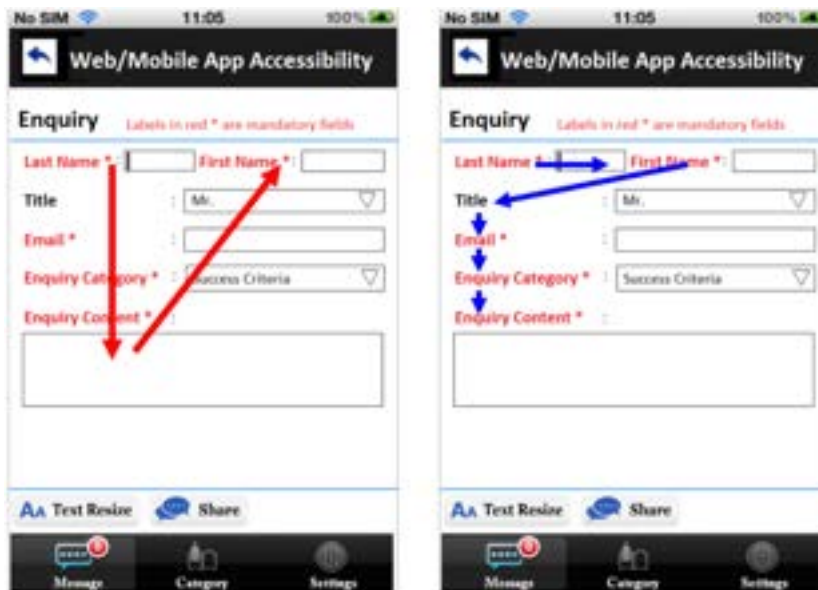 No SIM 11:05 100%
Web/Mobile App Accessibility
Enquiry Labels in red * are mandatory fields
Last Name *: First Name *:
Title : Mr.
Email * :
Enquiry Category * : Success Criteria
Enquiry Content * :
AA Text Resize Share
Message Category Settings
No SIM 11:05 100%
Web/Mobile App Accessibility
Enquiry Labels in red * are mandatory fields
Last Name * First Name *:
Title : Mr.
Email * :
Enquiry Category * : Success Criteria
Enquiry Content * :
AA Text Resize Share
Message Category Settings